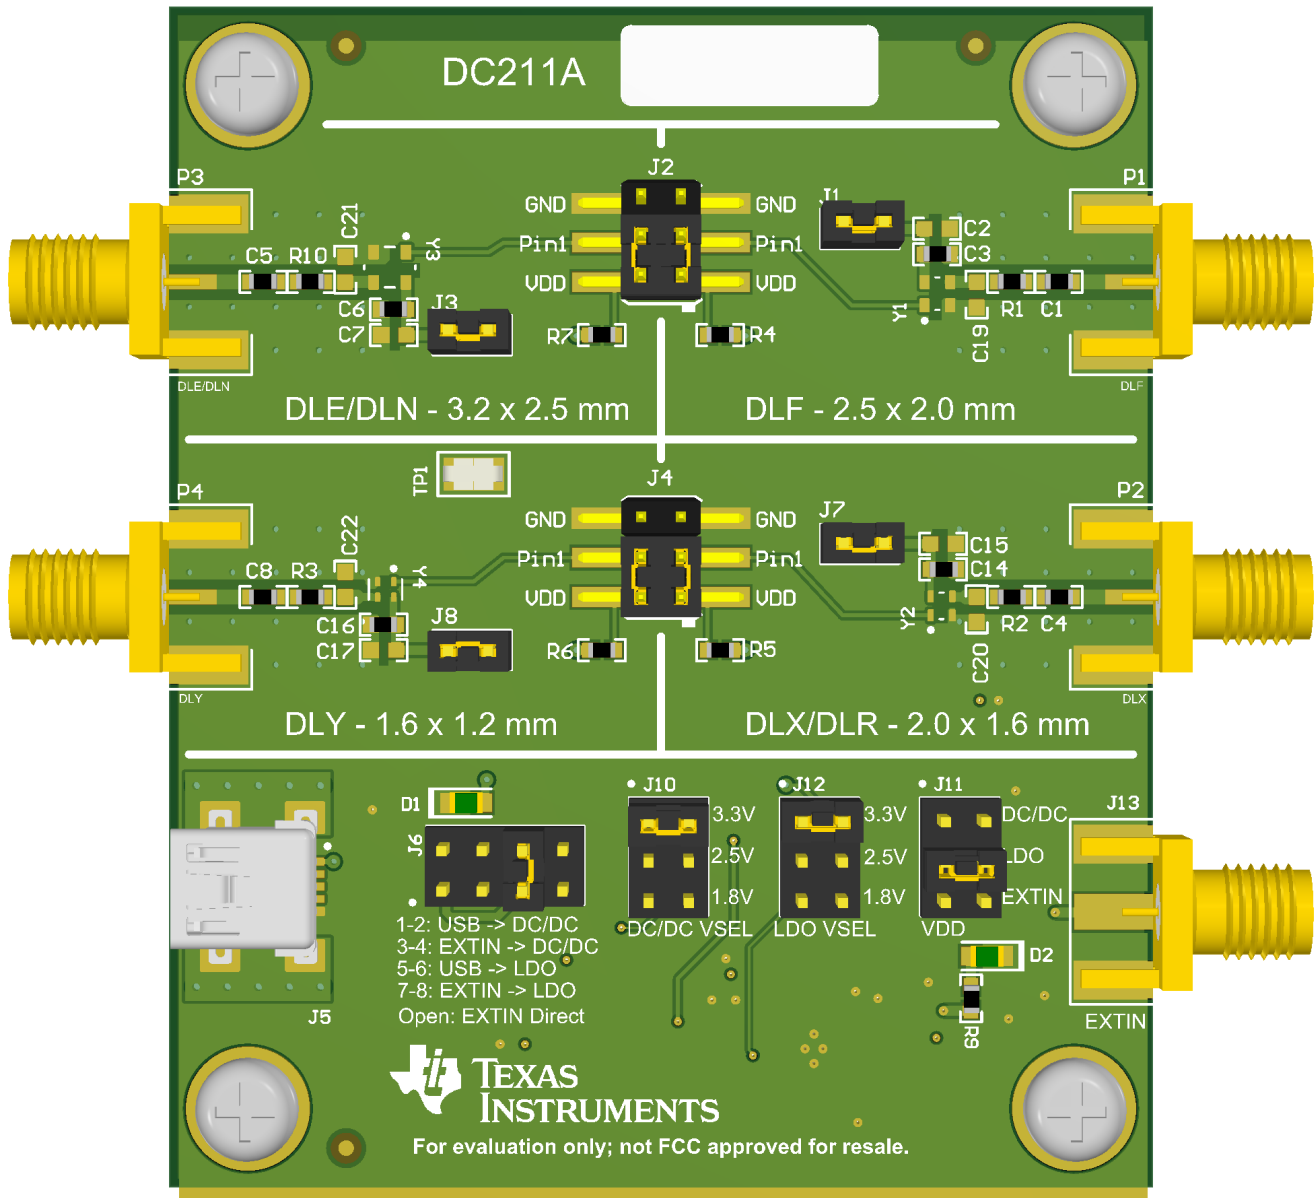 DC211A
J2
P3
P1
J1
C21
GND
GND
C2
Y3
Pin1
Pin1
C3
C5
R10
VDD
VDD
C6
J3
Y1
R1
C1
C7
R7
R4
C19
DLE/DLN
DLF
DLE/DLN - 3.2 x 2.5 mm
DLF - 2.5 x 2.0 mm
TP1
J4
P4
P2
J7
C22
GND
GND
C15
Pin1
Pin1
C14
C8
R3
Y4
VDD
VDD
Y2
R2
C4
C16
J8
C17
R6
R5
C20
DLY
DLX
DLY - 1.6 x 1.2 mm
DLX/DLR - 2.0 x 1.6 mm
D1
J10
J12
J11
J13
3.3V
3.3V
DC/DC
J6
2.5V
2.5V
LDO
1.8V
1.8V
EXTIN
DC/DC VSEL
LDO VSEL
VDD
1-2: USB -> DC/DC
3-4: EXTIN -> DC/DC
5-6: USB -> LDO
7-8: EXTIN -> LDO
Open: EXTIN Direct
D2
J5
R9
EXTIN
TEXAS
INSTRUMENTS
For evaluation only; not FCC approved for resale.